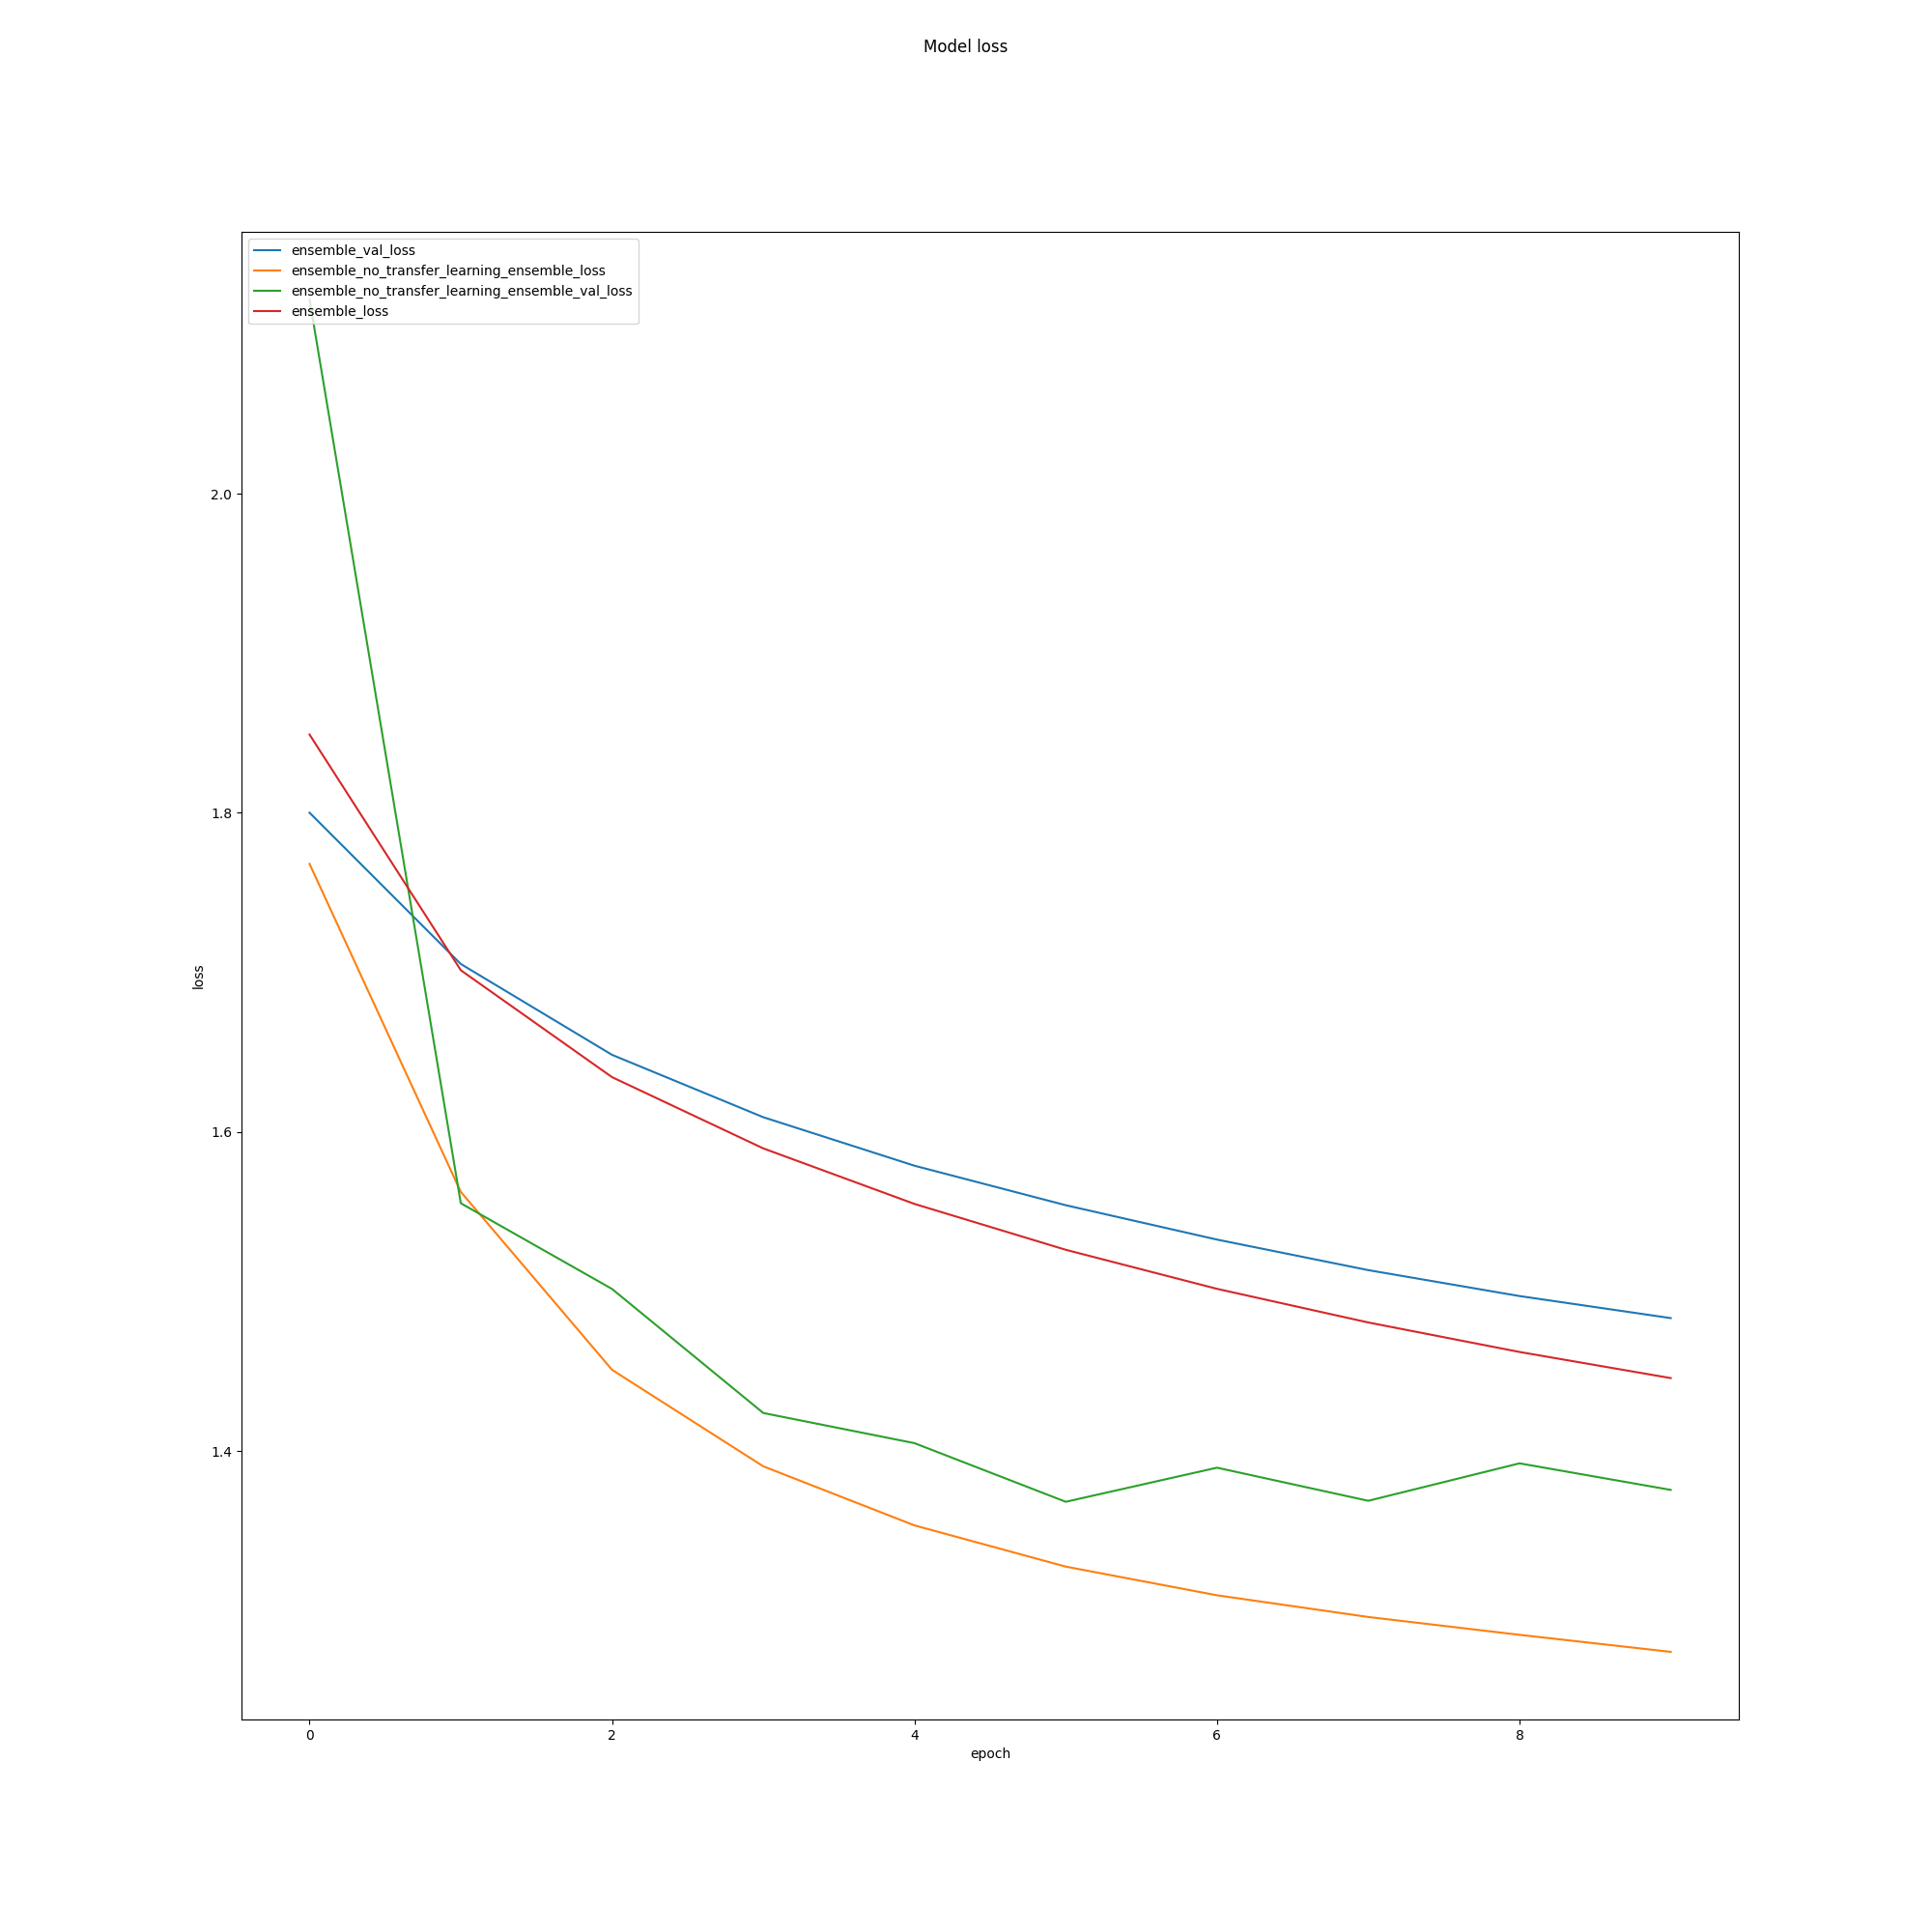 Model loss
ensemble_val_loss
ensemble_no_transfer_learning_ensemble_loss
ensemble_no_transfer_learning_ensemble_val_loss
ensemble_loss
2.0
1.8
1.6
1.4
loss
0 2 4 6 8
epoch